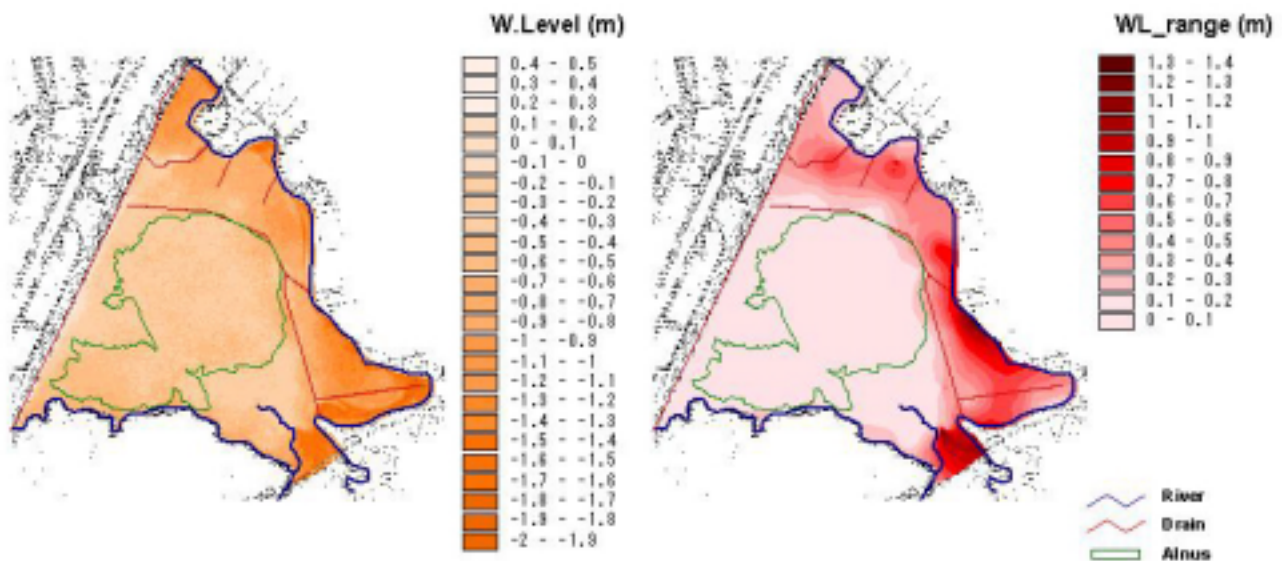 W.Level (m)
0.4 - 0.5
0.3 - 0.4
0.2 - 0.3
0.1 - 0.2
0 - 0.1
-0.1 - 0
-0.2 - -0.1
-0.3 - -0.2
-0.4 - -0.3
-0.5 - -0.4
-0.6 - -0.5
-0.7 - -0.6
-0.8 - -0.7
-0.9 - -0.8
-1 - -0.9
-1.1 - -1
-1.2 - -1.1
-1.3 - -1.2
-1.4 - -1.3
-1.5 - -1.4
-1.6 - -1.5
-1.7 - -1.6
-1.8 - -1.7
-1.9 - -1.8
-2 - -1.9
WL_range (m)
1.3 - 1.4
1.2 - 1.3
1.1 - 1.2
1 - 1.1
0.9 - 1
0.8 - 0.9
0.7 - 0.8
0.6 - 0.7
0.5 - 0.6
0.4 - 0.5
0.3 - 0.4
0.2 - 0.3
0.1 - 0.2
0 - 0.1
River
Drain
Alnus